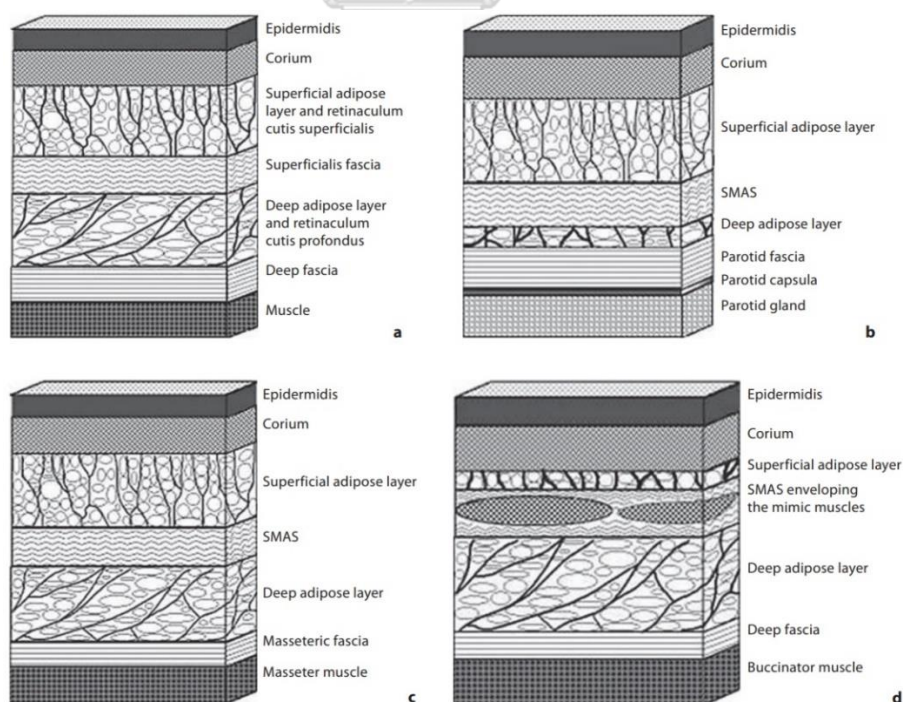 Epidermidis
Corium
Superficial adipose
layer and retinaculum
cutis superficialis
Superficialis fascia
Deep adipose layer
and retinaculum
cutis profondus
Deep fascia
Muscle
a
Epidermidis
Corium
Superficial adipose layer
SMAS
Deep adipose layer
Parotid fascia
Parotid capsula
Parotid gland
b
Epidermidis
Corium
Superficial adipose layer
SMAS
Deep adipose layer
Masseteric fascia
Masseter muscle
c
Epidermidis
Corium
Superficial adipose layer
SMAS enveloping
the mimic muscles
Deep adipose layer
Deep fascia
Buccinator muscle
d